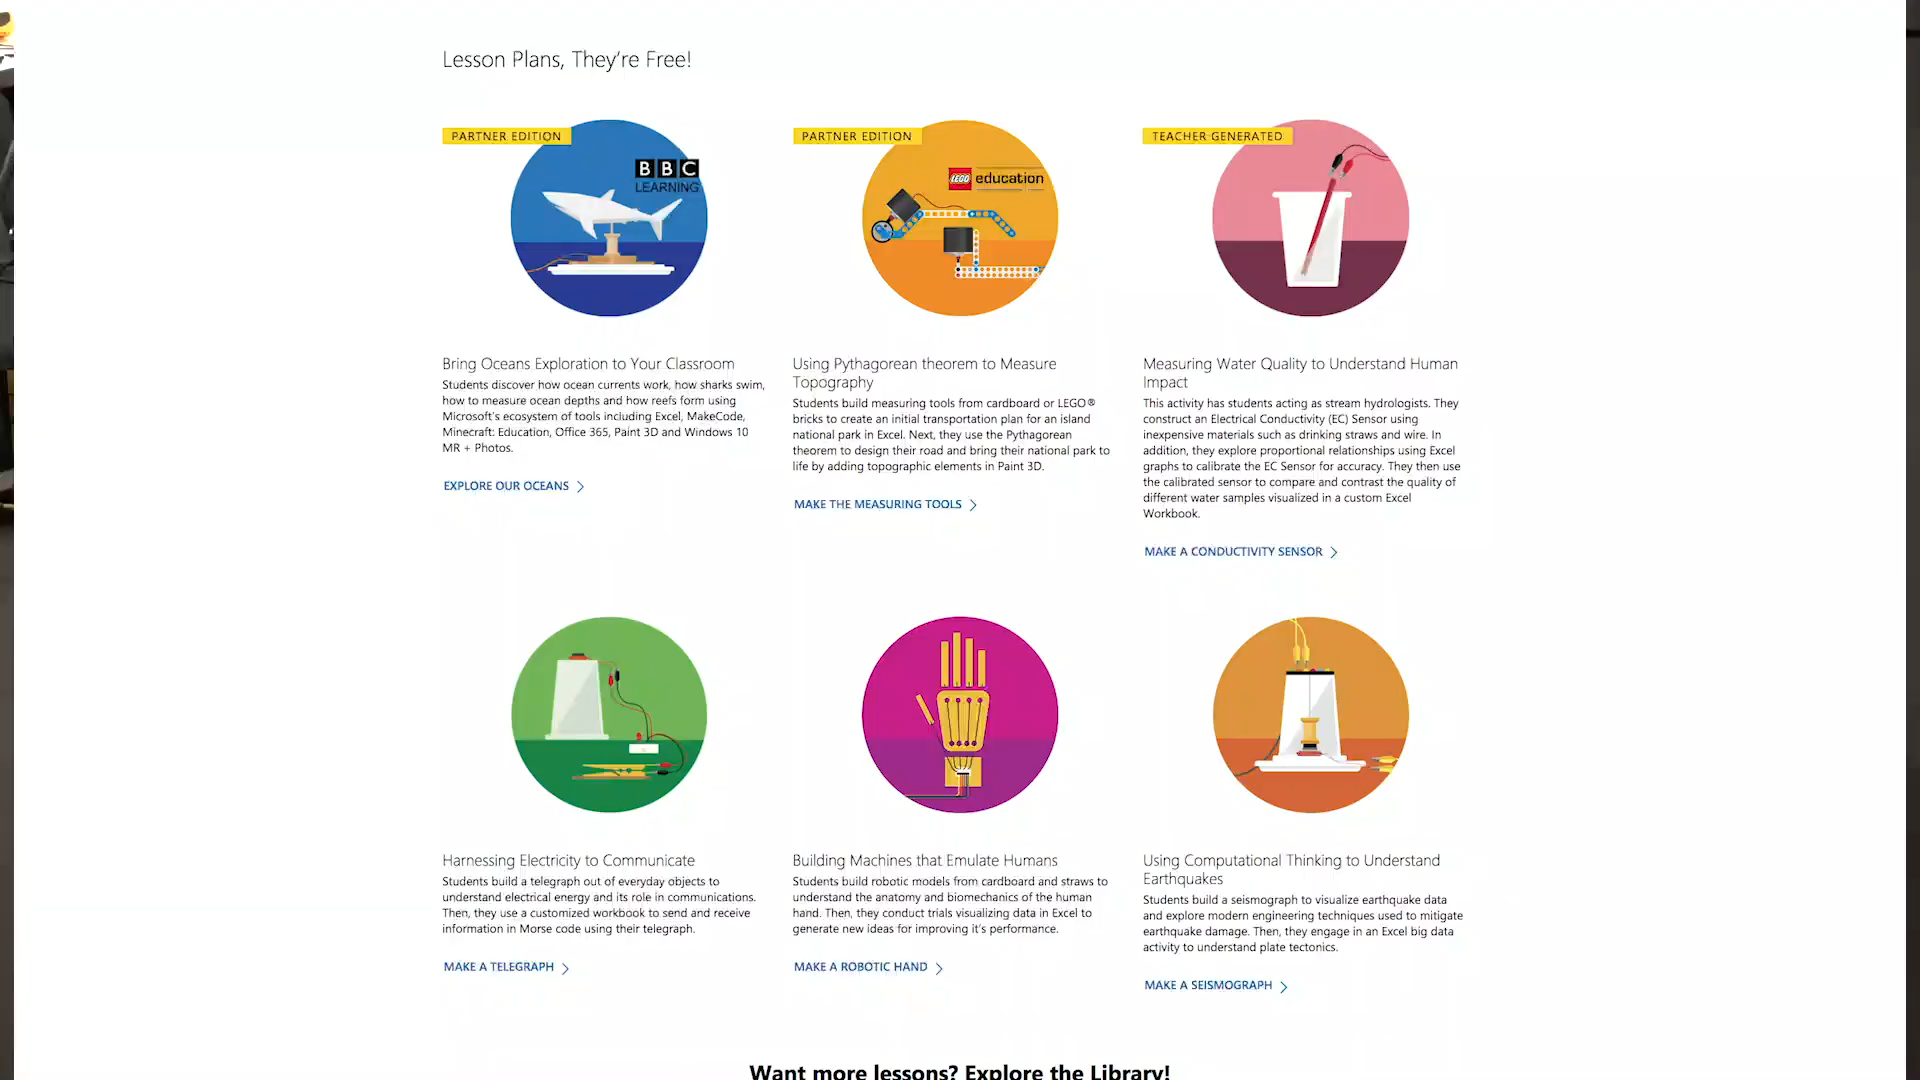 Lesson Plans, They're Free!
PARTNER EDITION
BBC
LEARNING
Bring Oceans Exploration to Your Classroom
Students discover how ocean currents work, how sharks swim,
how to measure ocean depths and how reefs form using
Microsoft's ecosystem of tools including Excel, MakeCode,
Minecraft: Education, Office 365, Paint 3D and Windows 10
MR + Photos.
EXPLORE OUR OCEANS
PARTNER EDITION
LEGO education
Using Pythagorean theorem to Measure
Topography
Students build measuring tools from cardboard or LEGO®
bricks to create an initial transportation plan for an island
national park in Excel. Next, they use the Pythagorean
theorem to design their road and bring their national park to
life by adding topographic elements in Paint 3D.
MAKE THE MEASURING TOOLS
TEACHER GENERATED
Measuring Water Quality to Understand Human
Impact
This activity has students acting as stream hydrologists. They
construct an Electrical Conductivity (EC) Sensor using
inexpensive materials such as drinking straws and wire. In
addition, they explore proportional relationships using Excel
graphs to calibrate the EC Sensor for accuracy. They then use
the calibrated sensor to compare and contrast the quality of
different water samples visualized in a custom Excel
Workbook.
MAKE A CONDUCTIVITY SENSOR
Harnessing Electricity to Communicate
Students build a telegraph out of everyday objects to
understand electrical energy and its role in communications.
Then, they use a customized workbook to send and receive
information in Morse code using their telegraph.
MAKE A TELEGRAPH
Building Machines that Emulate Humans
Students build robotic models from cardboard and straws to
understand the anatomy and biomechanics of the human
hand. Then, they conduct trials visualizing data in Excel to
generate new ideas for improving it's performance.
MAKE A ROBOTIC HAND
Using Computational Thinking to Understand
Earthquakes
Students build a seismograph to visualize earthquake data
and explore modern engineering techniques used to mitigate
earthquake damage. Then, they engage in an Excel big data
activity to understand plate tectonics.
MAKE A SEISMOGRAPH
Want more lessons? Explore the Library!